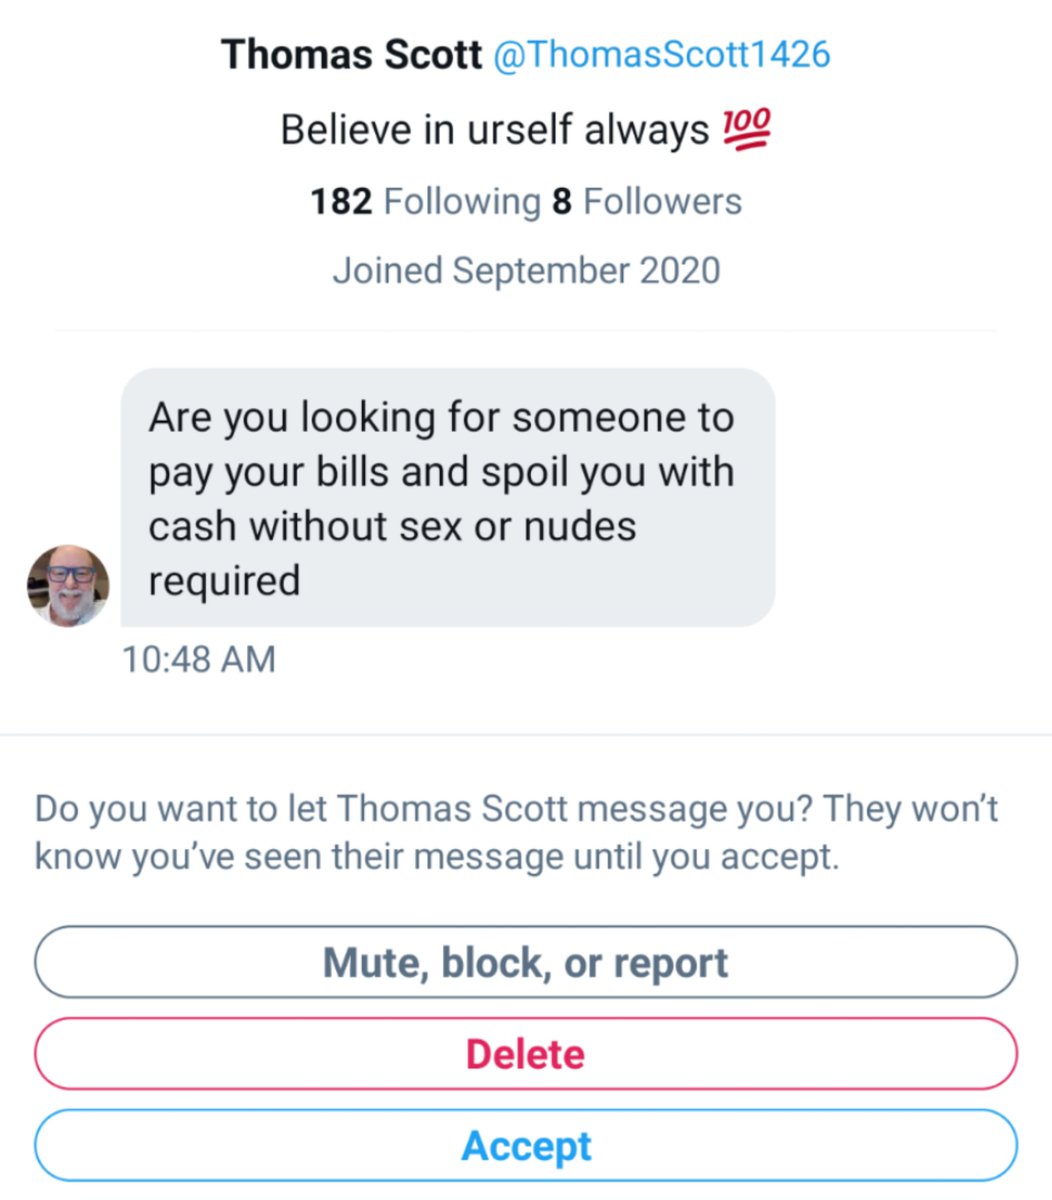 Thomas Scott @ThomasScott1426
Believe in urself always 💯
182 Following 8 Followers
Joined September 2020
Are you looking for someone to
pay your bills and spoil you with
cash without sex or nudes
required
10:48 AM
Do you want to let Thomas Scott message you? They won’t
know you’ve seen their message until you accept.
Mute, block, or report
Delete
Accept